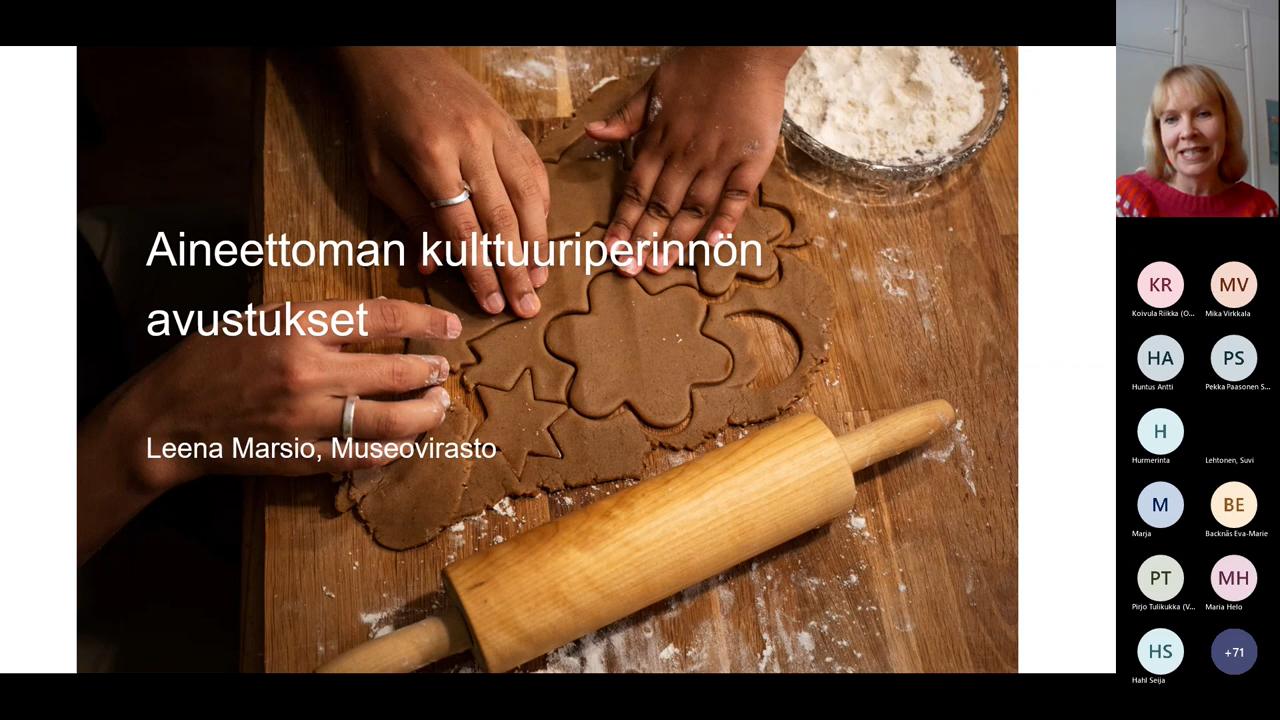 Aineettoman kulttuuriperinnön
avustukset
Leena Marsio, Museovirasto
KR
MV
Koivula Riikka (O...
Mika Virkkala
HA
PS
Huntus Antti
Pekka Paasonen S...
H
Hurmerinta
Lehtonen, Suvi
M
BE
Marja
Backnäs Eva-Marie
PT
MH
Pirjo Tulikukka (V...
Maria Helo
HS
+71
Hahl Seija